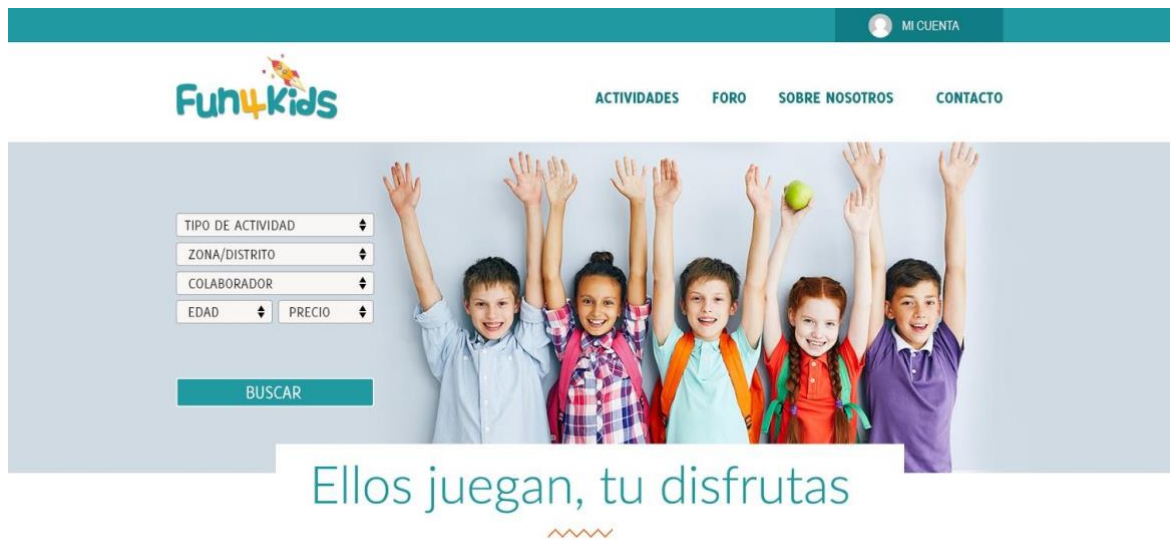 MI CUENTA
Fun4Kids
ACTIVIDADES FORO SOBRE NOSOTROS CONTACTO
TIPO DE ACTIVIDAD
ZONA/DISTRITO
COLABORADOR
EDAD PRECIO
BUSCAR
Ellos juegan, tu disfrutas